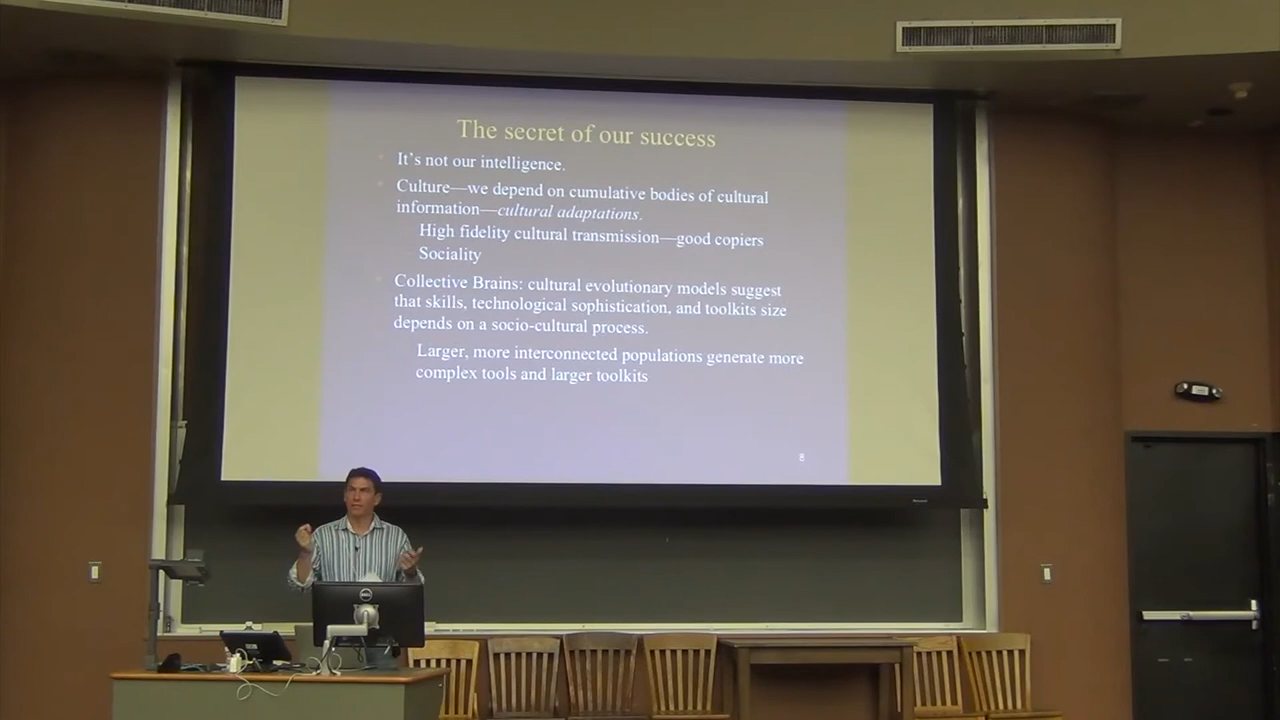 The secret of our success
It's not our intelligence.
Culture—we depend on cumulative bodies of cultural
information—cultural adaptations.
High fidelity cultural transmission—good copiers
Sociality
Collective Brains: cultural evolutionary models suggest
that skills, technological sophistication, and toolkits size
depends on a socio-cultural process.
Larger, more interconnected populations generate more
complex tools and larger toolkits
8
DELL